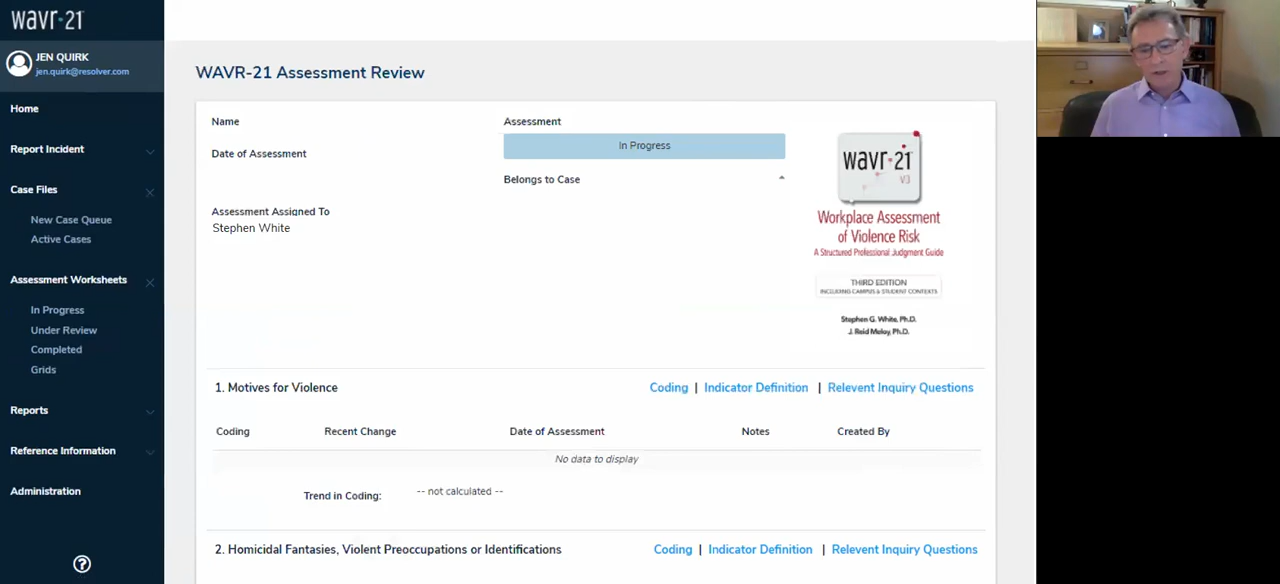 wavr·21
JEN QUIRK
jen.quirk@resolver.com
Home
Report Incident
Case Files
New Case Queue
Active Cases
Assessment Worksheets
In Progress
Under Review
Completed
Grids
Reports
Reference Information
Administration
?
WAVR-21 Assessment Review
Name
Date of Assessment
Assessment Assigned To
Stephen White
Assessment
In Progress
Belongs to Case
wavr·21
V3
Workplace Assessment
of Violence Risk
A Structured Professional Judgment Guide
THIRD EDITION
INCLUDING CAMPUS & STUDENT CONTEXTS
Stephen G. White, Ph.D.
J. Reid Meloy, Ph.D.
1. Motives for Violence Coding | Indicator Definition | Relevent Inquiry Questions
Coding Recent Change Date of Assessment Notes Created By
No data to display
Trend in Coding: -- not calculated --
2. Homicidal Fantasies, Violent Preoccupations or Identifications Coding | Indicator Definition | Relevent Inquiry Questions